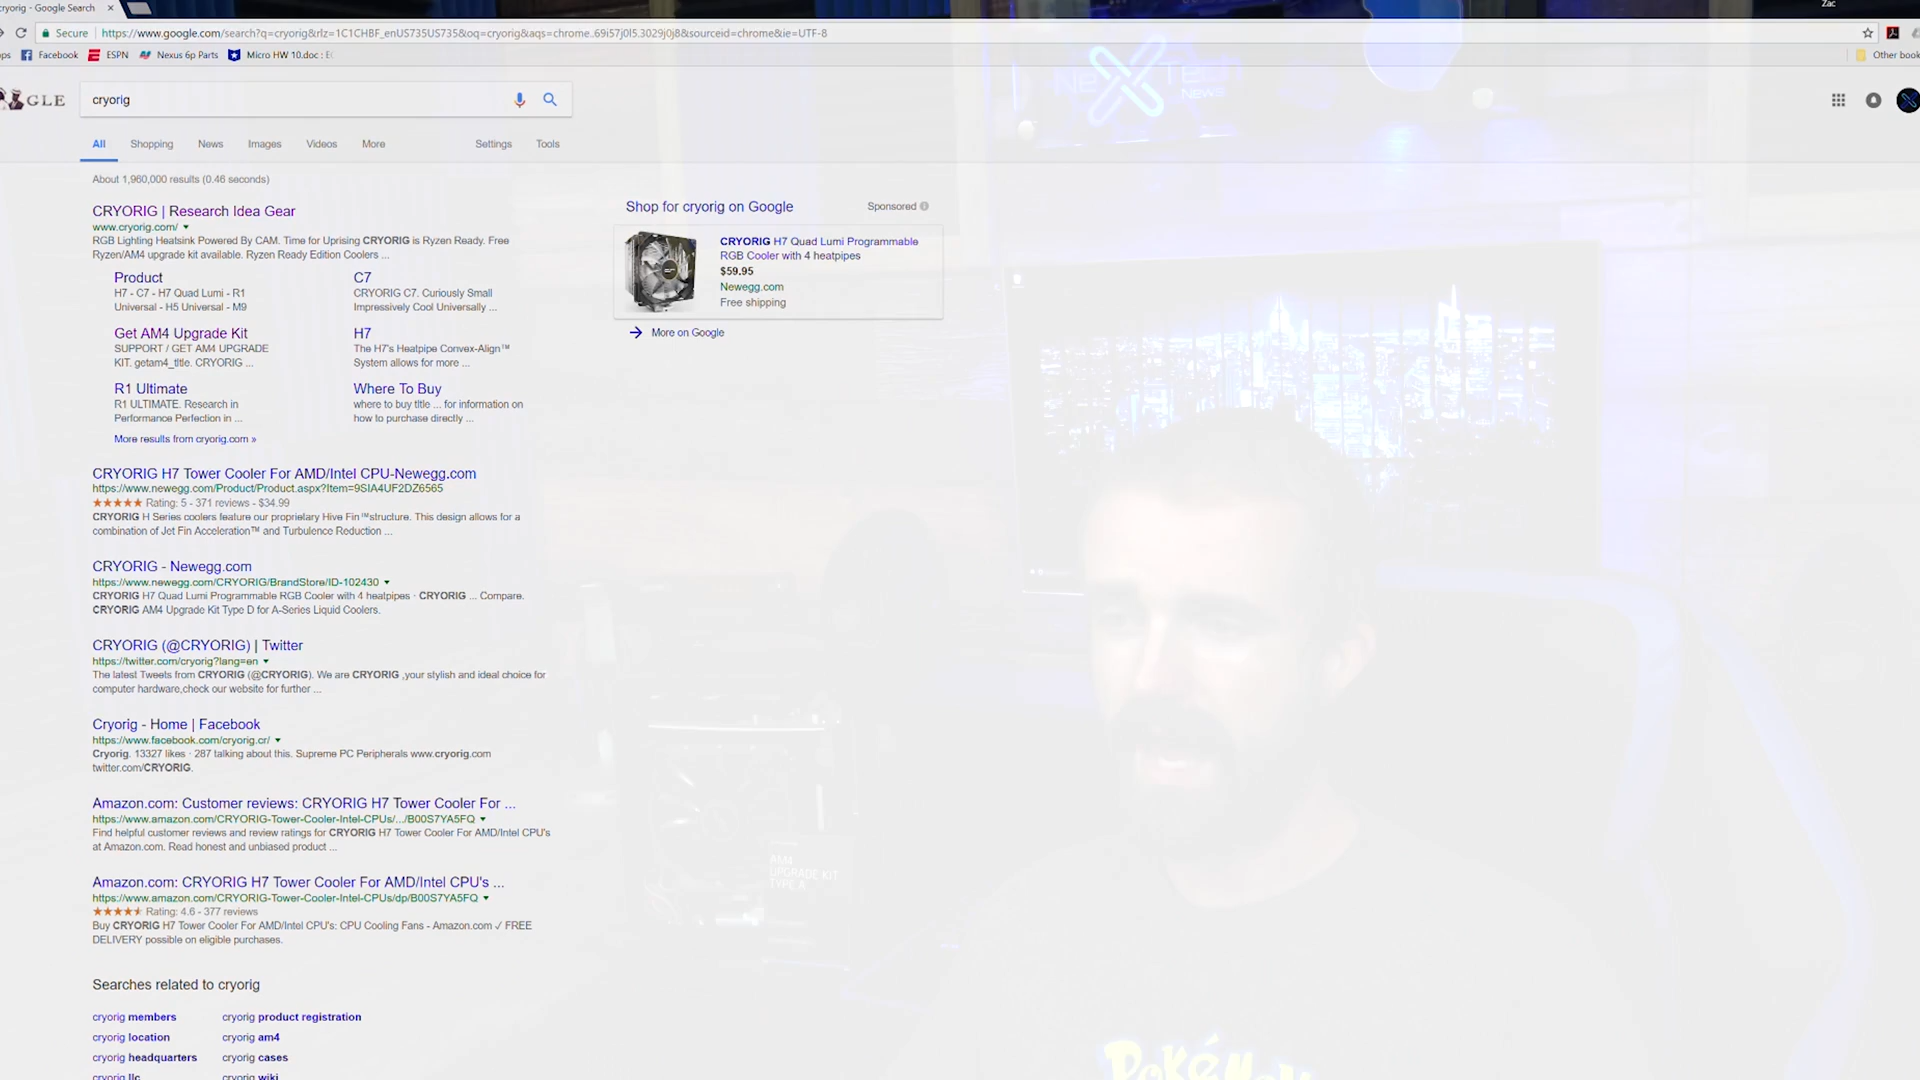 cryorig - Google Search
Zac
Secure
https://www.google.com/search?q=cryorig&rlz=1C1CHBF_enUS735US735&oq=cryorig&aqs=chrome..69i57j0l5.3029j0j8&sourceid=chrome&ie=UTF-8
Facebook ESPN Nexus 6p Parts Micro HW 10.doc : EC
Other book
GLE
cryorig
All Shopping News Images Videos More Settings Tools
About 1,960,000 results (0.46 seconds)
CRYORIG | Research Idea Gear
www.cryorig.com/
RGB Lighting Heatsink Powered By CAM. Time for Uprising CRYORIG is Ryzen Ready. Free
Ryzen/AM4 upgrade kit available. Ryzen Ready Edition Coolers ...
Product
H7 - C7 - H7 Quad Lumi - R1
Universal - H5 Universal - M9
C7
CRYORIG C7. Curiously Small
Impressively Cool Universally ...
Get AM4 Upgrade Kit
SUPPORT / GET AM4 UPGRADE
KIT. getam4_title. CRYORIG ...
H7
The H7's Heatpipe Convex-Align™
System allows for more ...
R1 Ultimate
R1 ULTIMATE. Research in
Performance Perfection in ...
Where To Buy
where to buy title ... for information on
how to purchase directly ...
More results from cryorig.com »
CRYORIG H7 Tower Cooler For AMD/Intel CPU-Newegg.com
https://www.newegg.com/Product/Product.aspx?Item=9SIA4UF2DZ6565
Rating: 5 - 371 reviews - $34.99
CRYORIG H Series coolers feature our proprielary Hive Fin™structure. This design allows for a
combination of Jet Fin Acceleration™ and Turbulence Reduction ...
CRYORIG - Newegg.com
https://www.newegg.com/CRYORIG/BrandStore/ID-102430
CRYORIG H7 Quad Lumi Programmable RGB Cooler with 4 heatpipes · CRYORIG ... Compare.
CRYORIG AM4 Upgrade Kit Type D for A-Series Liquid Coolers.
CRYORIG (@CRYORIG) | Twitter
https://twitter.com/cryorig?lang=en
The latest Tweets from CRYORIG (@CRYORIG). We are CRYORIG ,your stylish and ideal choice for
computer hardware,check our website for further ...
Cryorig - Home | Facebook
https://www.facebook.com/cryorig.cr/
Cryorig. 13327 likes · 287 talking about this. Supreme PC Peripherals www.cryorig.com
twitter.com/CRYORIG.
Amazon.com: Customer reviews: CRYORIG H7 Tower Cooler For ...
https://www.amazon.com/CRYORIG-Tower-Cooler-Intel-CPUs/.../B00S7YA5FQ
Find helpful customer reviews and review ratings for CRYORIG H7 Tower Cooler For AMD/Intel CPU's
at Amazon.com. Read honest and unbiased product ...
Amazon.com: CRYORIG H7 Tower Cooler For AMD/Intel CPU's ...
https://www.amazon.com/CRYORIG-Tower-Cooler-Intel-CPUs/dp/B00S7YA5FQ
Rating: 4.6 - 377 reviews
Buy CRYORIG H7 Tower Cooler For AMD/Intel CPU's: CPU Cooling Fans - Amazon.com ✓ FREE
DELIVERY possible on eligible purchases.
Searches related to cryorig
cryorig members
cryorig product registration
cryorig location
cryorig am4
cryorig headquarters
cryorig cases
cryorig llc
cryorig wiki
Shop for cryorig on Google
Sponsored
CRYORIG H7 Quad Lumi Programmable
RGB Cooler with 4 heatpipes
$59.95
Newegg.com
Free shipping
More on Google
NEXTECH
NEWS
AM4
UPGRADE KIT
TYPE A
Pokémon